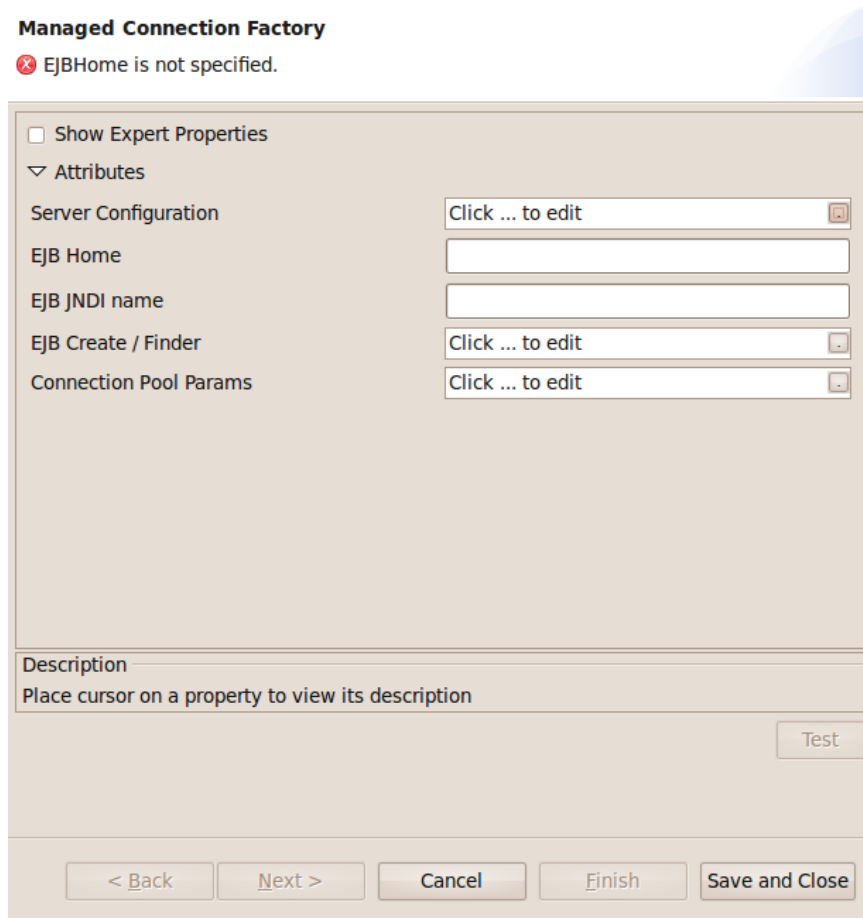 Managed Connection Factory
EJBHome is not specified.
Show Expert Properties
Attributes
Server Configuration Click ... to edit
EJB Home
EJB JNDI name
EJB Create / Finder Click ... to edit
Connection Pool Params Click ... to edit
Description
Place cursor on a property to view its description
Test
< Back Next > Cancel Finish Save and Close